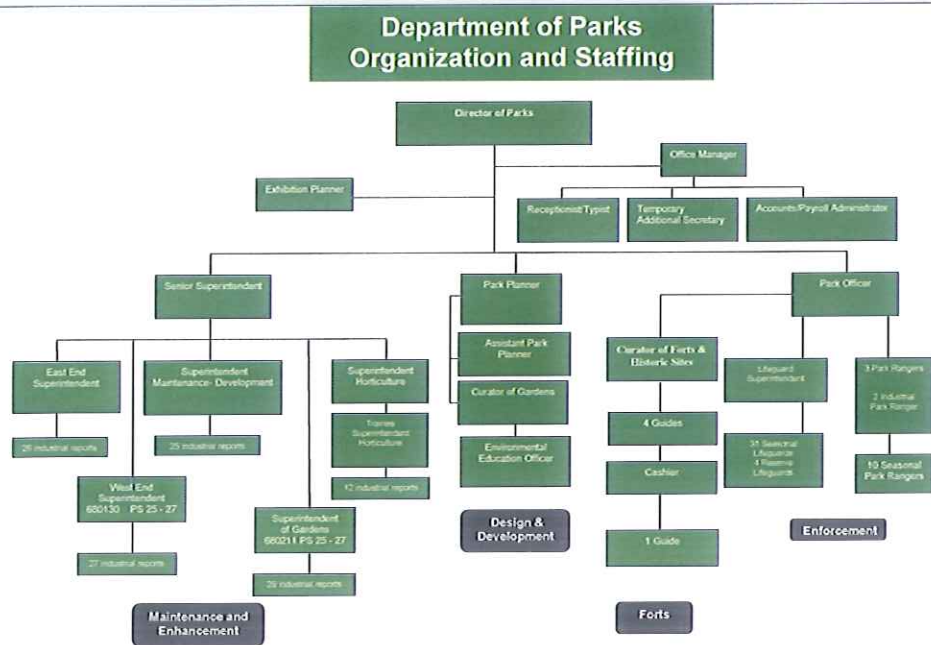 Department of Parks
Organization and Staffing
Director of Parks
Office Manager
Exhibition Planner
Receptionist/Typist
Temporary
Additional Secretary
Accounts/Payroll Administrator
Senior Superintendent
Park Planner
Park Officer
East End
Superintendent
Superintendent
Maintenance- Development
Superintendent
Horticulture
Assistant Park
Planner
Curator of Forts &
Historic Sites
Lifeguard
Superintendent
3 Park Rangers
2 Industrial
Park Ranger
Trainee
Superintendent
Horticulture
Curator of Gardens
4 Guides
26 industrial reports
25 industrial reports
Environmental
Education Officer
31 Seasonal
Lifeguards
4 Reserve
Lifeguards
10 Seasonal
Park Rangers
West End
Superintendent
680130 PS 25 - 27
12 industrial reports
Cashier
Superintendent
of Gardens
680211 PS 25 - 27
Design &
Development
Enforcement
27 industrial reports
1 Guide
29 industrial reports
Maintenance and
Enhancement
Forts